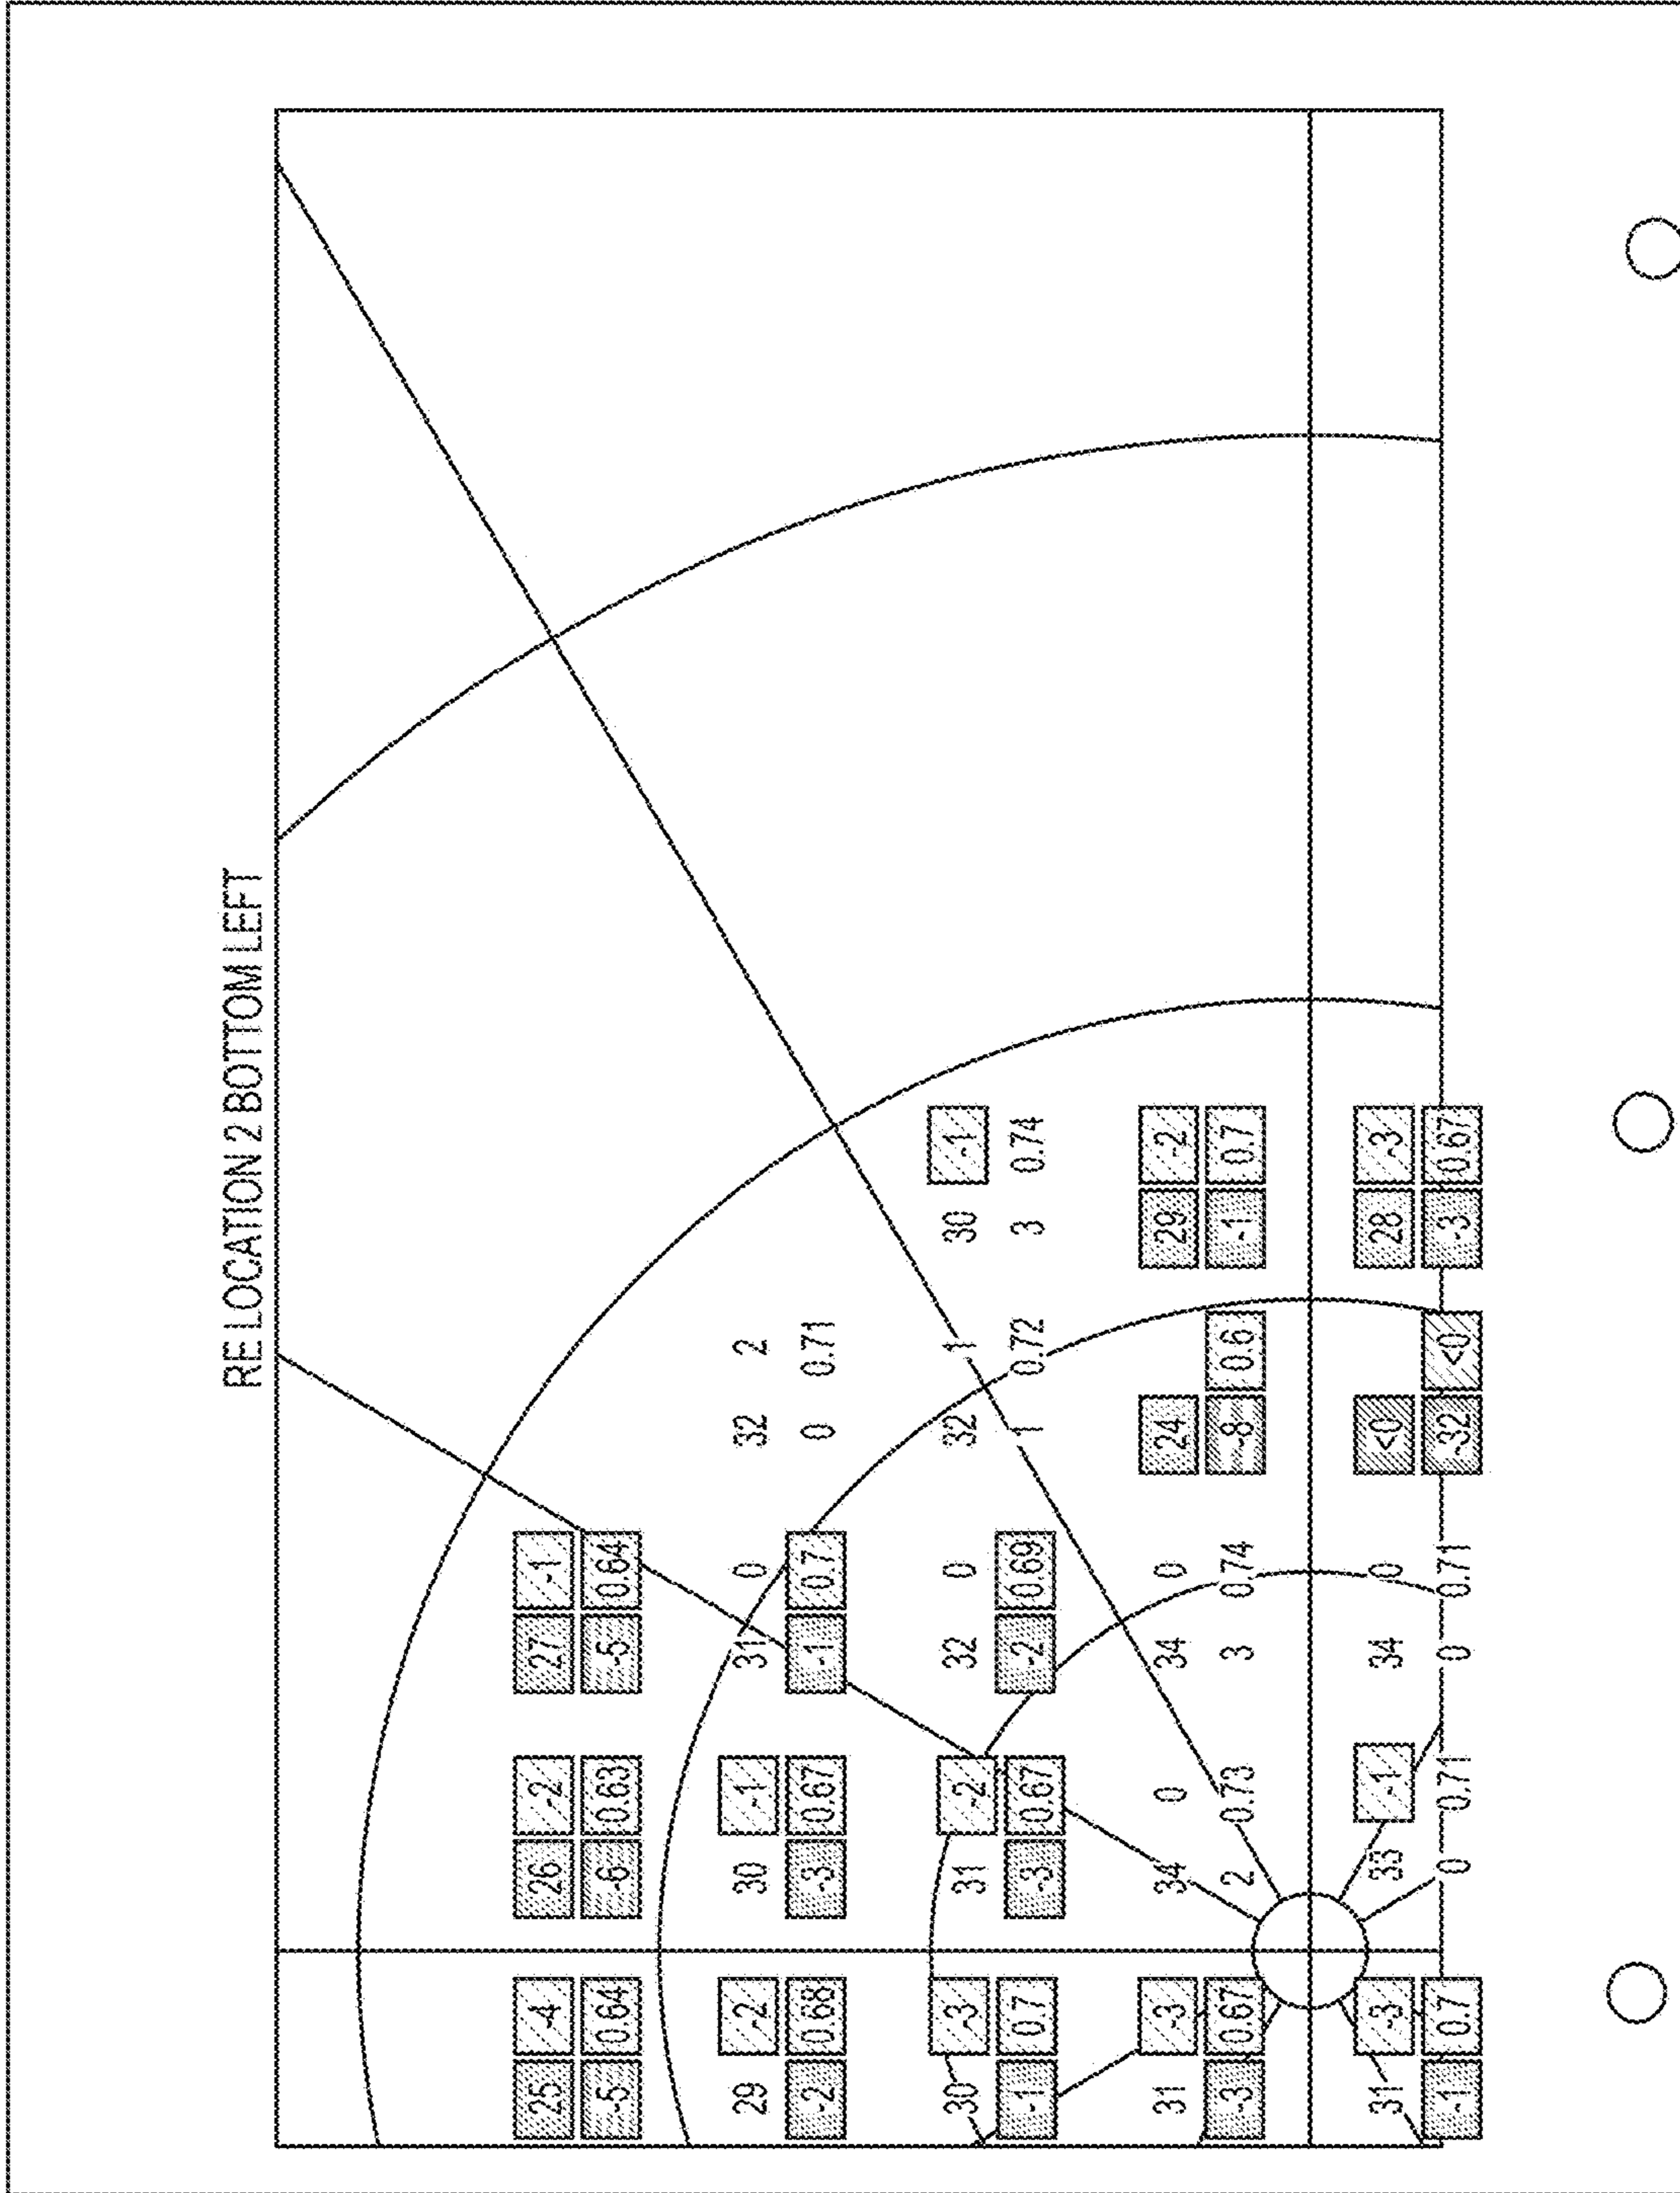 RE LOCATION 2 BOTTOM LEFT
25 -4 26 -2 27 -1
-5 0.64 -6 0.63 -5 0.64
29 -2 30 -1 31 0 32 2
-2 0.68 -3 0.67 -1 0.7 0 0.71
30 -3 31 -2 32 0 32 1 30 -1
-1 0.7 -3 0.67 -2 0.69 1 0.72 3 0.74
31 -3 34 0 34 0 24 29 -2
-3 0.67 2 0.73 3 0.74 -8 0.6 -1 0.7
31 -3 33 -1 34 0 <0 28 -3
-1 0.7 0 0.71 0 0.71 -32 <0 -3 0.67